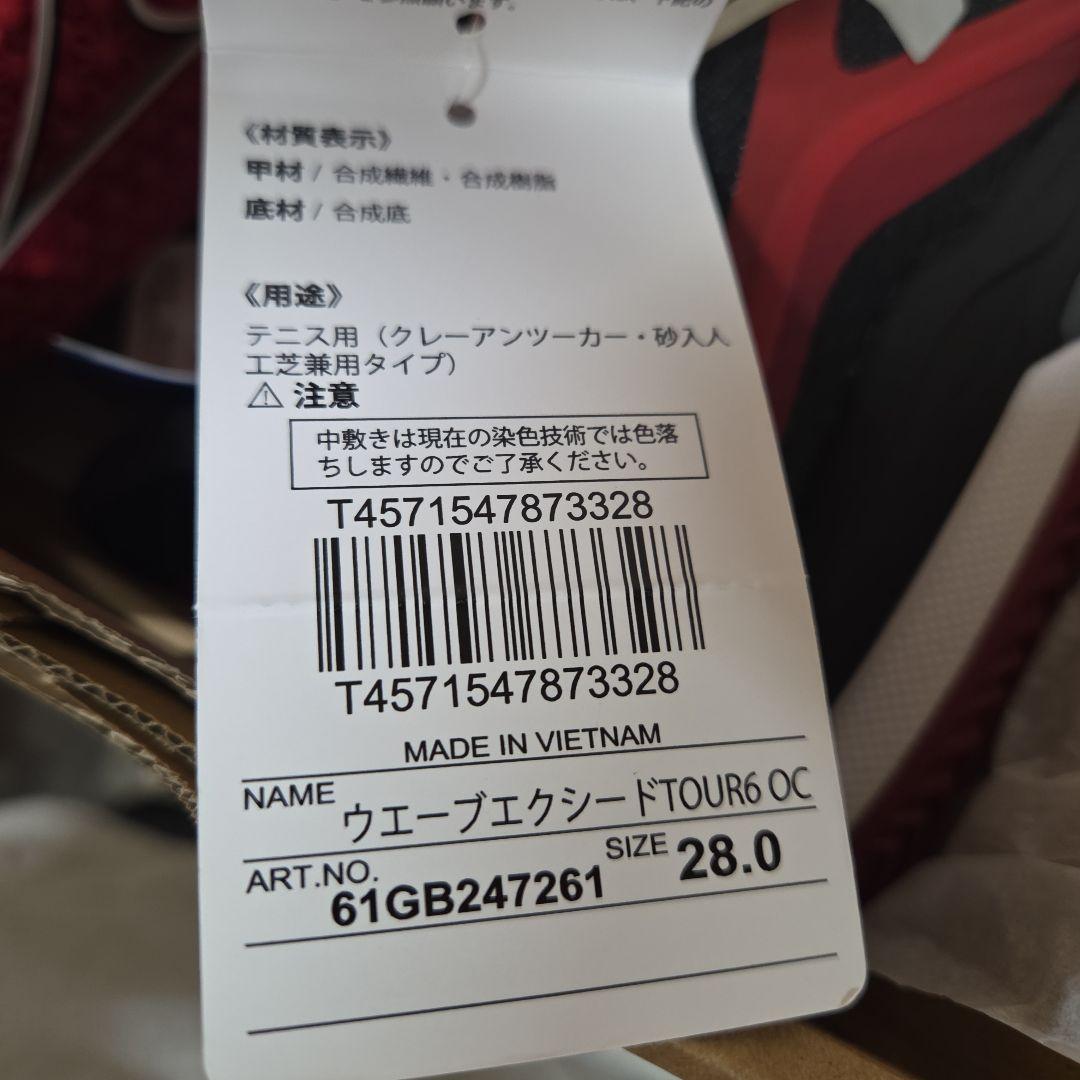 《材質表示》
甲材 / 合成繊維・合成樹脂
底材 / 合成底
《用途》
テニス用（クレーアンツーカー・砂入人
工芝兼用タイプ）
⚠ 注意
中敷きは現在の染色技術では色落
ちしますのでご了承ください。
T4571547873328
T4571547873328
MADE IN VIETNAM
NAME ウエーブエクシードTOUR6 OC
ART.NO. 61GB247261 SIZE 28.0